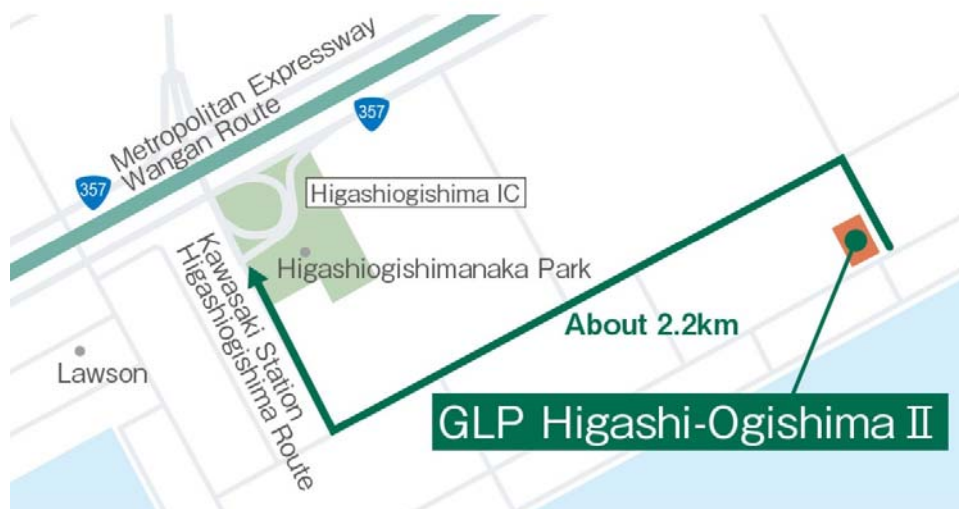 Metropolitan Expressway
Wangan Route
357
357
Higashiogishima IC
Higashiogishimanaka Park
Kawasaki Station
Higashiogishima Route
About 2.2km
Lawson
GLP Higashi-Ogishima Ⅱ